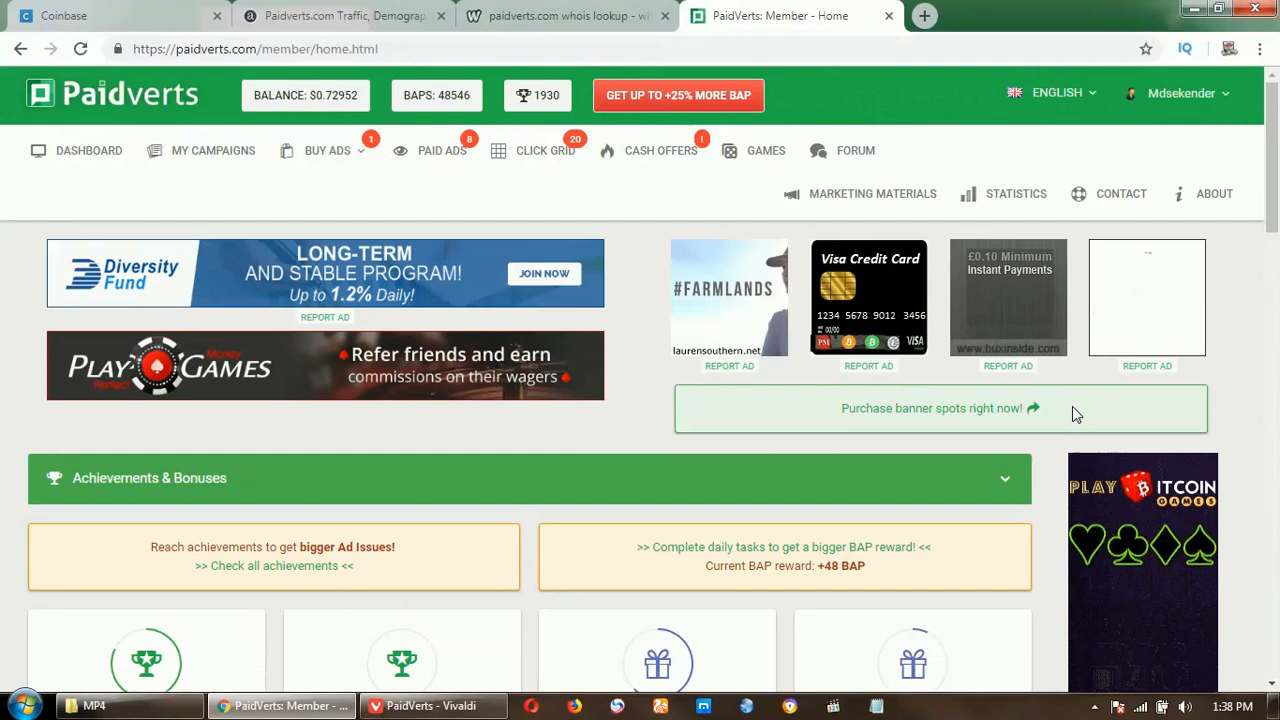 Coinbase
Paidverts.com Traffic, Demograp
paidverts.com whois lookup - wh
PaidVerts: Member - Home
https://paidverts.com/member/home.html
IQ
Paidverts
BALANCE: $0.72952
BAPS: 48546
1930
GET UP TO +25% MORE BAP
ENGLISH
Mdsekender
DASHBOARD
MY CAMPAIGNS
BUY ADS
1
PAID ADS
8
CLICK GRID
20
CASH OFFERS
!
GAMES
FORUM
MARKETING MATERIALS
STATISTICS
CONTACT
ABOUT
Diversity Fund
LONG-TERM
AND STABLE PROGRAM!
Up to 1.2% Daily!
JOIN NOW
REPORT AD
PLAY GAMES
Refer friends and earn
commissions on their wagers
#FARMLANDS
laurensouthern.net
REPORT AD
Visa Credit Card
1234 5678 9012 3456
00/00
PM
VISA
REPORT AD
£0.10 Minimum
Instant Payments
www.buxinside.com
REPORT AD
REPORT AD
Purchase banner spots right now!
Achievements & Bonuses
Reach achievements to get bigger Ad Issues!
>> Check all achievements <<
>> Complete daily tasks to get a bigger BAP reward! <<
Current BAP reward: +48 BAP
PLAY BITCOIN
GAMES
MP4
PaidVerts: Member - ...
PaidVerts - Vivaldi
1:38 PM